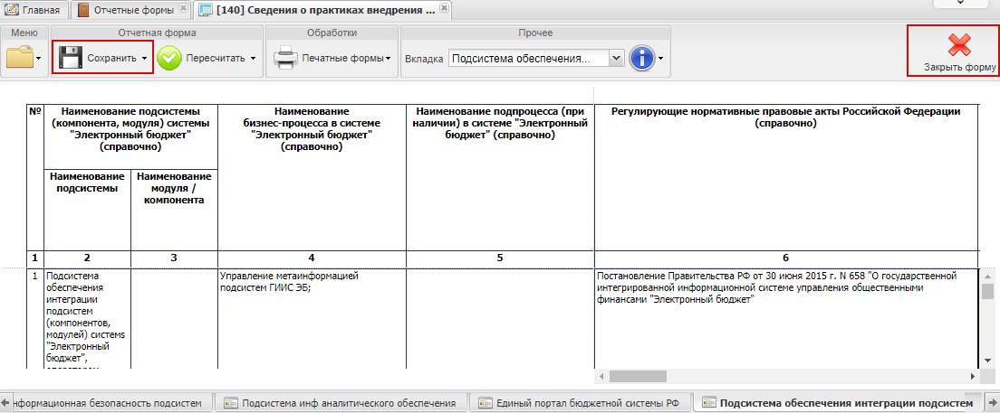 Главная
Отчетные формы
[140] Сведения о практиках внедрения ...
Меню
Отчетная форма
Обработки
Прочее
Сохранить
Пересчитать
Печатные формы
Вкладка
Подсистема обеспечения...
Закрыть форму
№
Наименование подсистемы
(компонента, модуля) системы
"Электронный бюджет"
(справочно)
Наименование
бизнес-процесса в системе
"Электронный бюджет"
(справочно)
Наименование подпроцесса (при
наличии) в системе "Электронный
бюджет" (справочно)
Регулирующие нормативные правовые акты Российской Федерации
(справочно)
Наименование
подсистемы
Наименование
модуля /
компонента
1 2 3 4 5 6
1
Подсистема
обеспечения
интеграции
подсистем
(компонентов,
модулей) системs
"Электронный
бюджет",
Управление метаинформацией
подсистем ГИИС ЭБ;
Постановление Правительства РФ от 30 июня 2015 г. N 658 "О государственной
интегрированной информационной системе управления общественными
финансами "Электронный бюджет"
нформационная безопасность подсистем
Подсистема инф аналитического обеспечения
Единый портал бюджетной системы РФ
Подсистема обеспечения интеграции подсистем